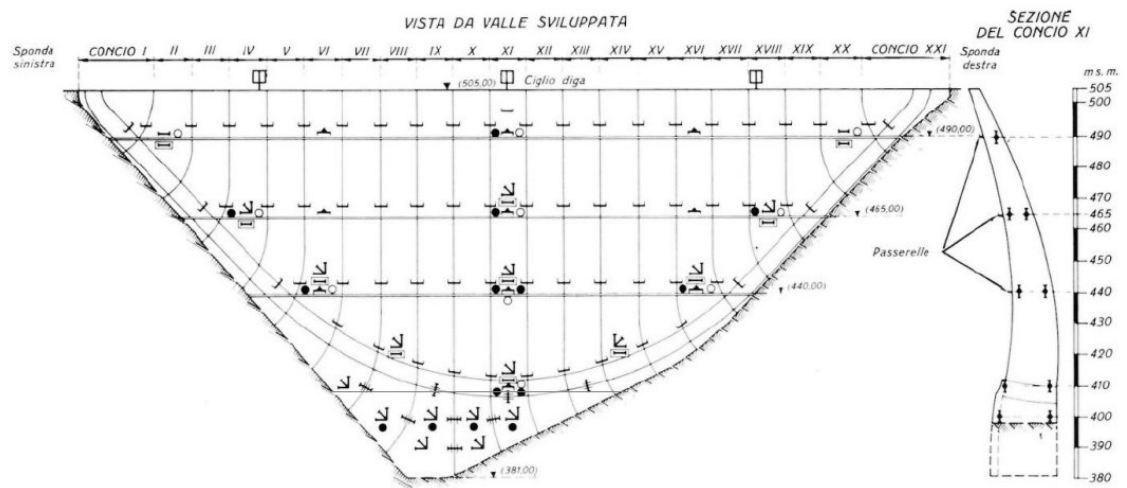 VISTA DA VALLE SVILUPPATA
SEZIONE
DEL CONCIO XI
Sponda
sinistra
CONCIO I II III IV V VI VII VIII IX X XI XII XIII XIV XV XVI XVII XVIII XIX XX CONCIO XXI
Sponda
destra
m s. m.
(505,00)
Ciglio diga
505
500
(490,00)
490
480
470
(465,00)
465
460
Passerelle
450
(440,00)
440
430
420
410
400
390
(381,00)
380